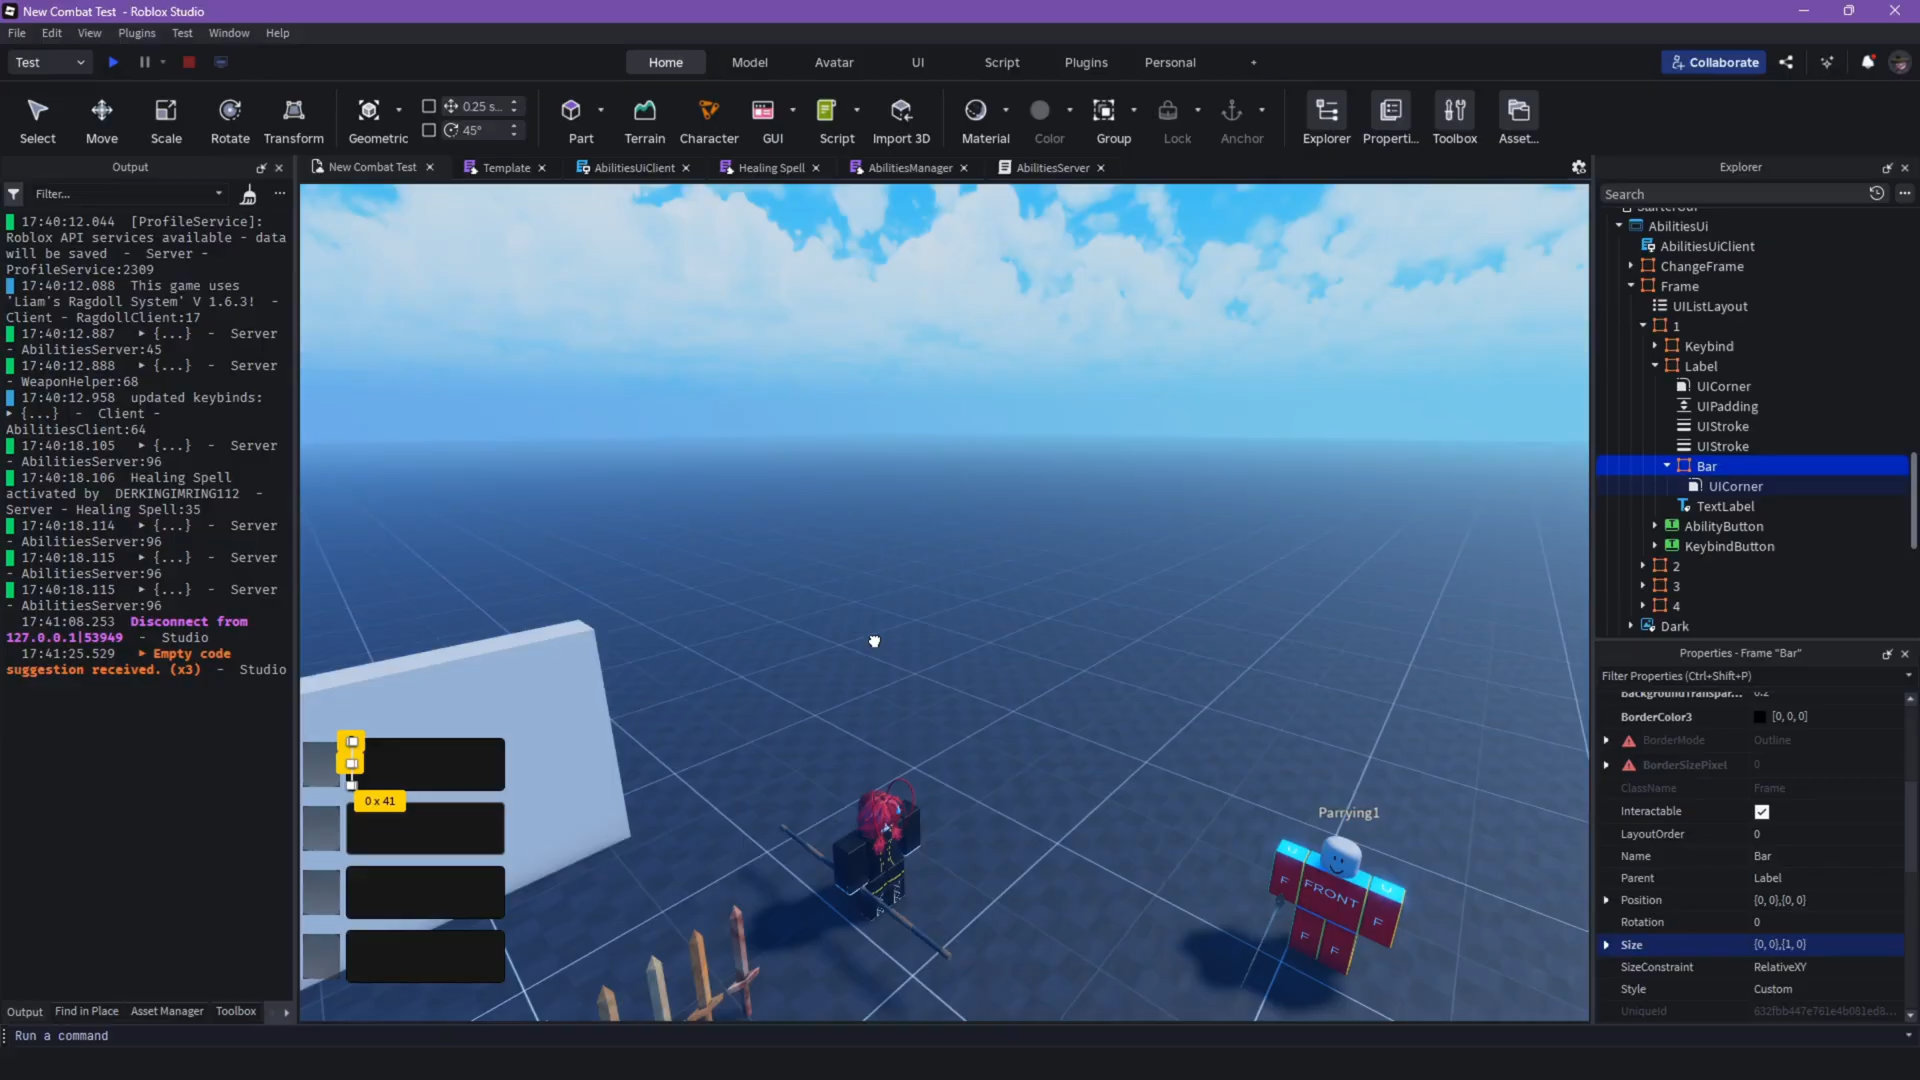 New Combat Test - Roblox Studio
File Edit View Plugins Test Window Help
Test Home Model Avatar UI Script Plugins Personal + Collaborate
0.25 s...
45°
Select Move Scale Rotate Transform Geometric Part Terrain Character GUI Script Import 3D Material Color Group Lock Anchor Explorer Properti... Toolbox Asset...
Output New Combat Test Template AbilitiesUiClient Healing Spell AbilitiesManager AbilitiesServer Explorer
Filter...
17:40:12.044 [ProfileService]:
Roblox API services available - data
will be saved - Server -
ProfileService:2309
17:40:12.088 This game uses
'Liam's Ragdoll System' V 1.6.3! -
Client - RagdollClient:17
17:40:12.887 ▸ {...} - Server
- AbilitiesServer:45
17:40:12.888 ▸ {...} - Server
- WeaponHelper:68
17:40:12.958 updated keybinds:
▸ {...} - Client -
AbilitiesClient:64
17:40:18.105 ▸ {...} - Server
- AbilitiesServer:96
17:40:18.106 Healing Spell
activated by DERKINGIMRING112 -
Server - Healing Spell:35
17:40:18.114 ▸ {...} - Server
- AbilitiesServer:96
17:40:18.115 ▸ {...} - Server
- AbilitiesServer:96
17:40:18.115 ▸ {...} - Server
- AbilitiesServer:96
17:41:08.253 Disconnect from
127.0.0.1|53949 - Studio
17:41:25.529 ▸ Empty code
suggestion received. (x3) - Studio
0 x 41
Parrying1
FRONT
F
F
F
F
Search
StarterGui
AbilitiesUi
AbilitiesUiClient
ChangeFrame
Frame
UIListLayout
1
Keybind
Label
UICorner
UIPadding
UIStroke
UIStroke
Bar
UICorner
TextLabel
AbilityButton
KeybindButton
2
3
4
Dark
Properties - Frame "Bar"
Filter Properties (Ctrl+Shift+P)
BackgroundTranspar... 0.2
BorderColor3 [0, 0, 0]
BorderMode Outline
BorderSizePixel 0
ClassName Frame
Interactable
LayoutOrder 0
Name Bar
Parent Label
Position {0, 0},{0, 0}
Rotation 0
Size {0, 0},{1, 0}
SizeConstraint RelativeXY
Style Custom
UniqueId 632fbb447e761e4b081ed8...
Output Find in Place Asset Manager Toolbox
Run a command